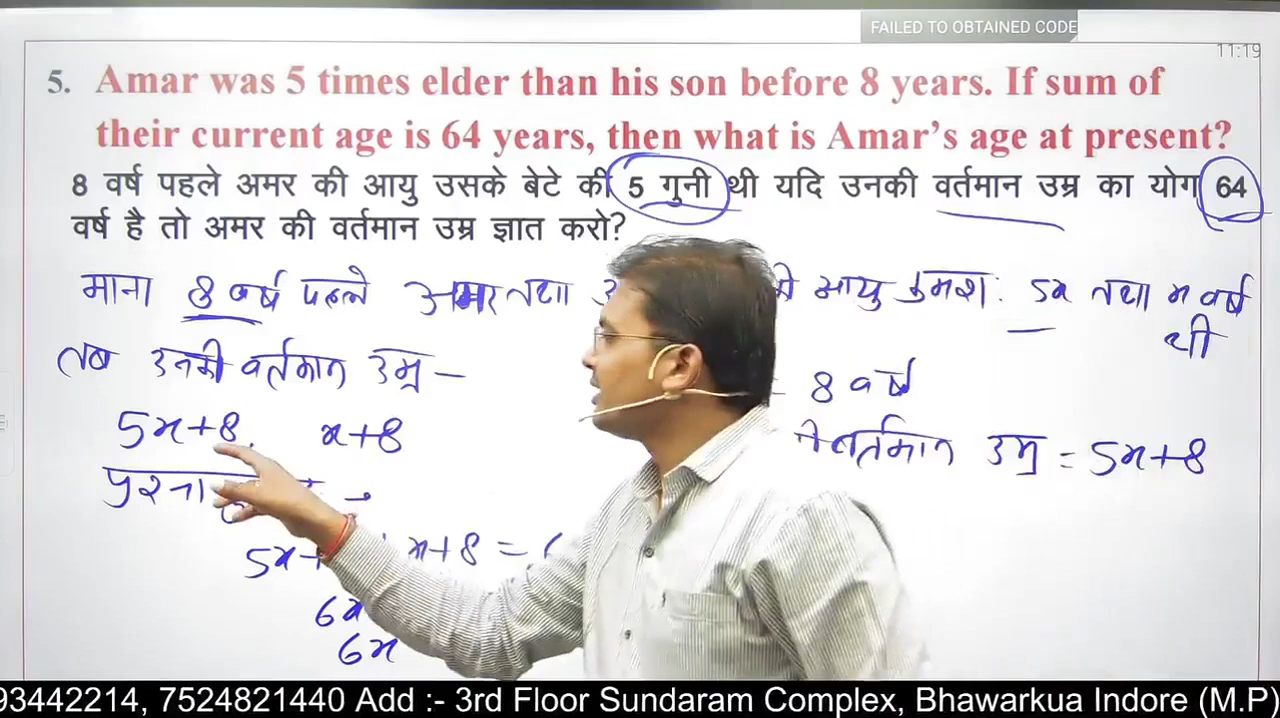 FAILED TO OBTAINED CODE
11:19
5. Amar was 5 times elder than his son before 8 years. If sum of
their current age is 64 years, then what is Amar's age at present?
8 वर्ष पहले अमर की आयु उसके बेटे की 5 गुनी थी यदि उनकी वर्तमान उम्र का योग 64
वर्ष है तो अमर की वर्तमान उम्र ज्ञात करो?
माना 8 वर्ष पहले अमर तथा आयु क्रमशः 5x तथा x वर्ष
थी
तब उनकी वर्तमान उम्र - 8 वर्ष
5x+8, x+8 वर्तमान उम्र = 5x+8
5x+ x+8 =
6x
6x
93442214, 7524821440 Add :- 3rd Floor Sundaram Complex, Bhawarkua Indore (M.P)